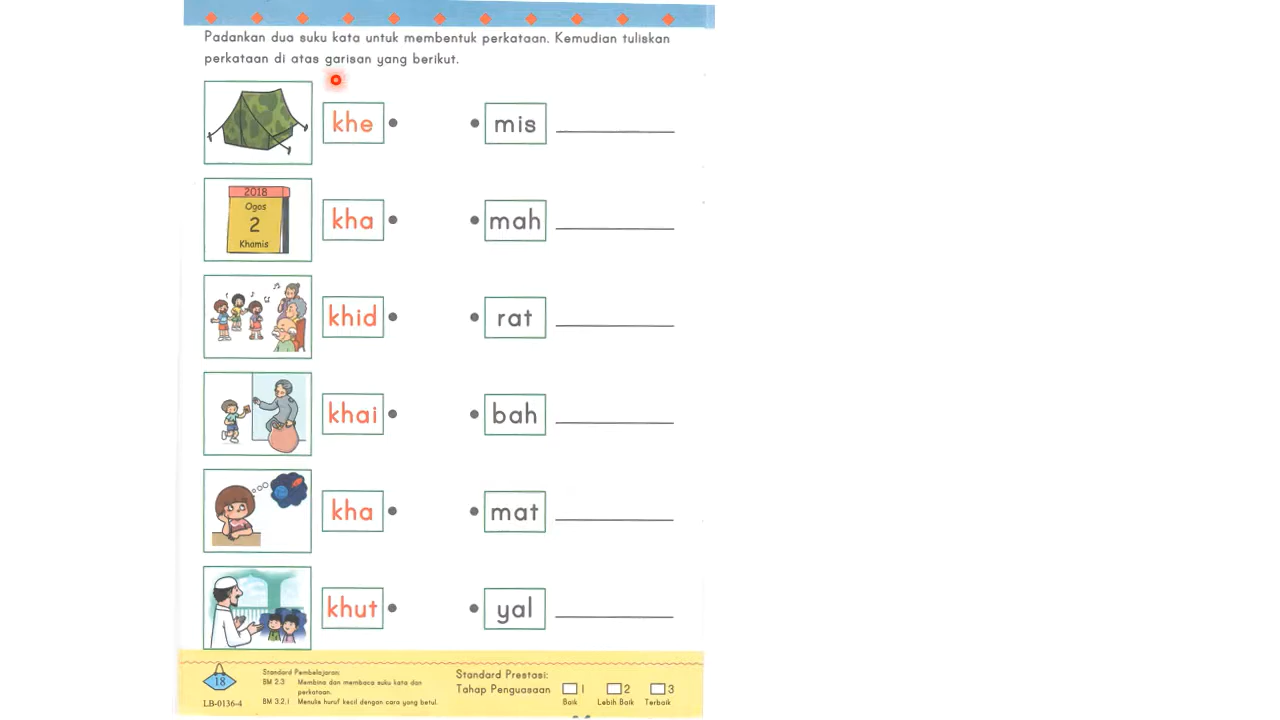 Padankan dua suku kata untuk membentuk perkataan. Kemudian tuliskan
perkataan di atas garisan yang berikut.
khe mis
2018
Ogos
2
Khamis
kha mah
khid rat
khai bah
kha mat
khut yal
18
LB-0136-4
Standard Pembelajaran:
BM 2.3 Membina dan membaca suku kata dan
perkataan.
BM 3.2.1 Menulis huruf kecil dengan cara yang betul.
Standard Prestasi:
Tahap Penguasaan 1 2 3
Baik Lebih Baik Terbaik